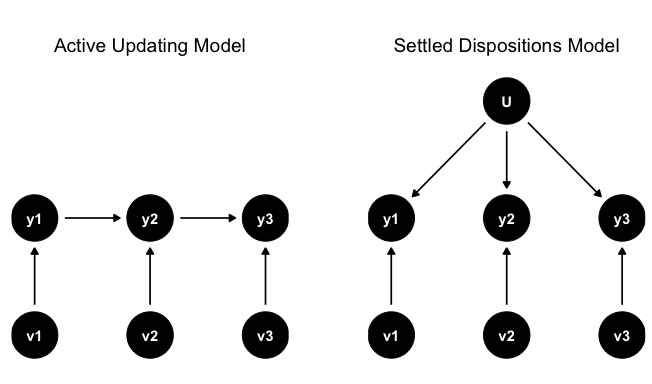 Active Updating Model
Settled Dispositions Model
U
y1 y2 y3
y1 y2 y3
v1 v2 v3
v1 v2 v3